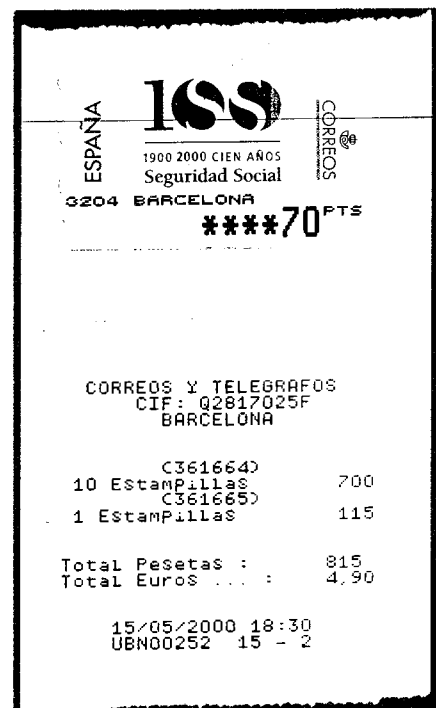 ESPAÑA
100
CORREOS
1900 2000 CIEN AÑOS
Seguridad Social
3204 BARCELONA
****70 PTS
CORREOS Y TELEGRAFOS
CIF: Q2817025F
BARCELONA
(361664)
10 Estampillas 700
(361665)
1 Estampillas 115
Total Pesetas : 815
Total Euros ... : 4,90
15/05/2000 18:30
UBN00252 15 - 2